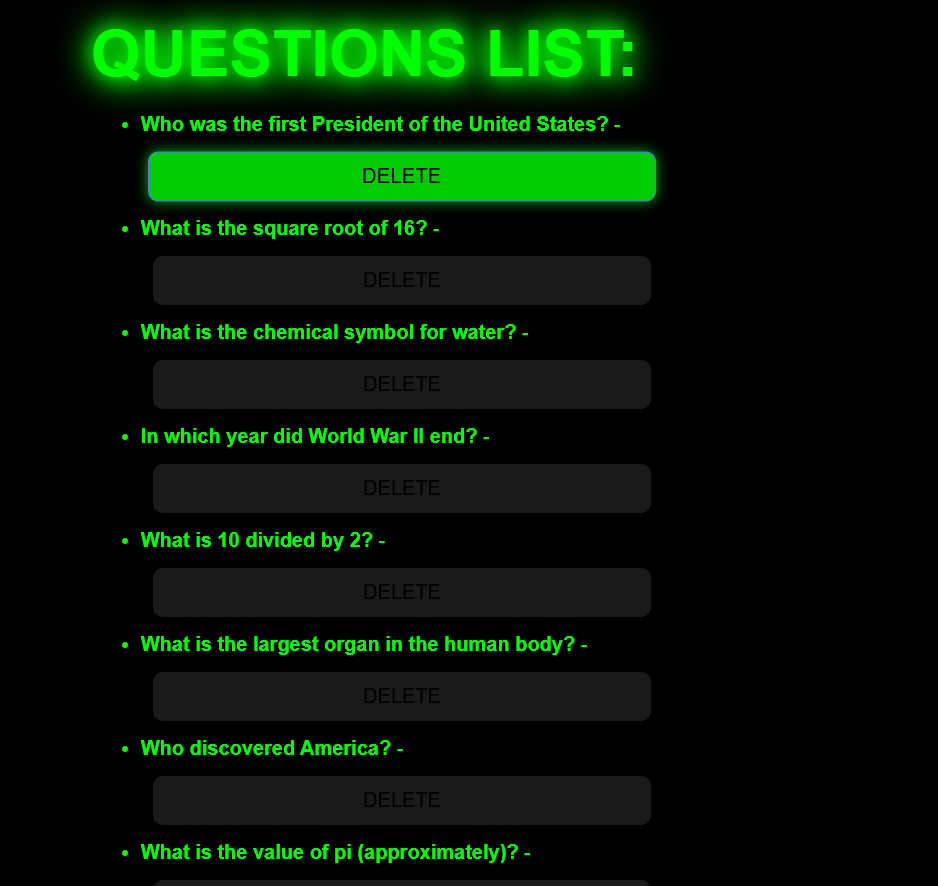 QUESTIONS LIST:
Who was the first President of the United States? -
DELETE
What is the square root of 16? -
DELETE
What is the chemical symbol for water? -
DELETE
In which year did World War II end? -
DELETE
What is 10 divided by 2? -
DELETE
What is the largest organ in the human body? -
DELETE
Who discovered America? -
DELETE
What is the value of pi (approximately)? -